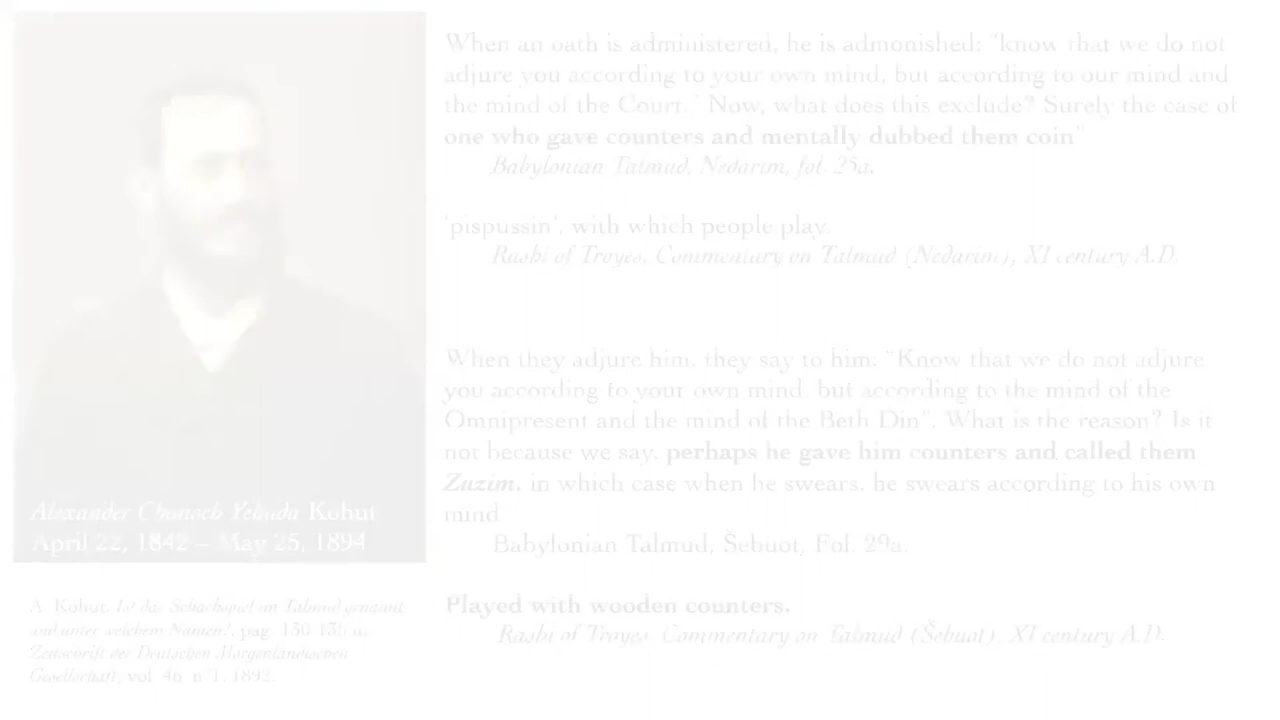 When an oath is administered, he is admonished: "know that we do not
adjure you according to your own mind, but according to our mind and
the mind of the Court." Now, what does this exclude? Surely the case of
one who gave counters and mentally dubbed them coin"
Babylonian Talmud, Nedarim, fol. 25a.
'pispussin', with which people play.
Rashi of Troyes, Commentary on Talmud (Nedarim), XI century A.D.
When they adjure him, they say to him: "Know that we do not adjure
you according to your own mind, but according to the mind of the
Omnipresent and the mind of the Beth Din". What is the reason? Is it
not because we say, perhaps he gave him counters and called them
Zuzim, in which case when he swears, he swears according to his own
mind
Babylonian Talmud, Šebuot, Fol. 29a.
Played with wooden counters.
Rashi of Troyes, Commentary on Talmud (Šebuot), XI century A.D.
Alexander Chanoch Yehuda Kohut
April 22, 1842 – May 25, 1894
A. Kohut, Ist das Schachspiel im Talmud genannt
und unter welchem Namen?, pag. 130-
Zeitschrift der Deutschen Morgenländischen
Gesellschaft, vol. 46, n°1, 1892.